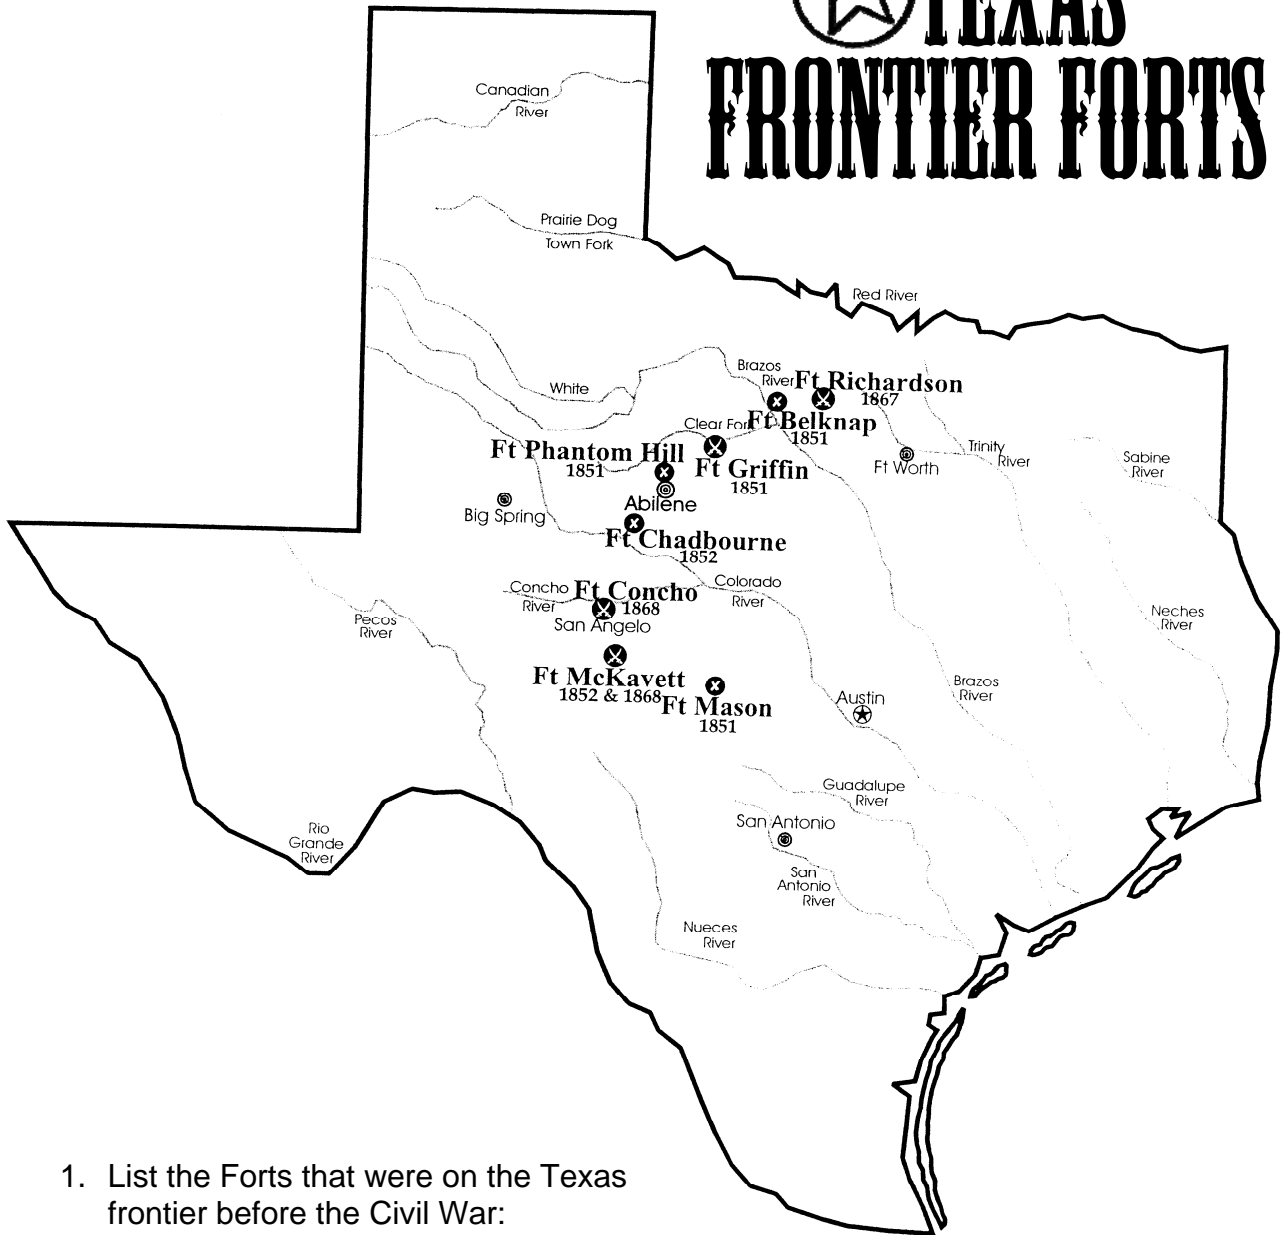 TEXAS
FRONTIER FORTS
Canadian
River
Prairie Dog
Town Fork
Red River
White
Brazos
River
Ft Richardson
1867
Clear Fork
Ft Belknap
1851
Ft Phantom Hill
1851
Ft Griffin
1851
Ft Worth
Trinity
River
Sabine
River
Abilene
Big Spring
Ft Chadbourne
1852
Concho
River
Ft Concho
1868
San Angelo
Colorado
River
Pecos
River
Neches
River
Ft McKavett
1852 & 1868
Ft Mason
1851
Brazos
River
Austin
Guadalupe
River
San Antonio
Rio
Grande
River
San
Antonio
River
Nueces
River
1. List the Forts that were on the Texas
frontier before the Civil War: